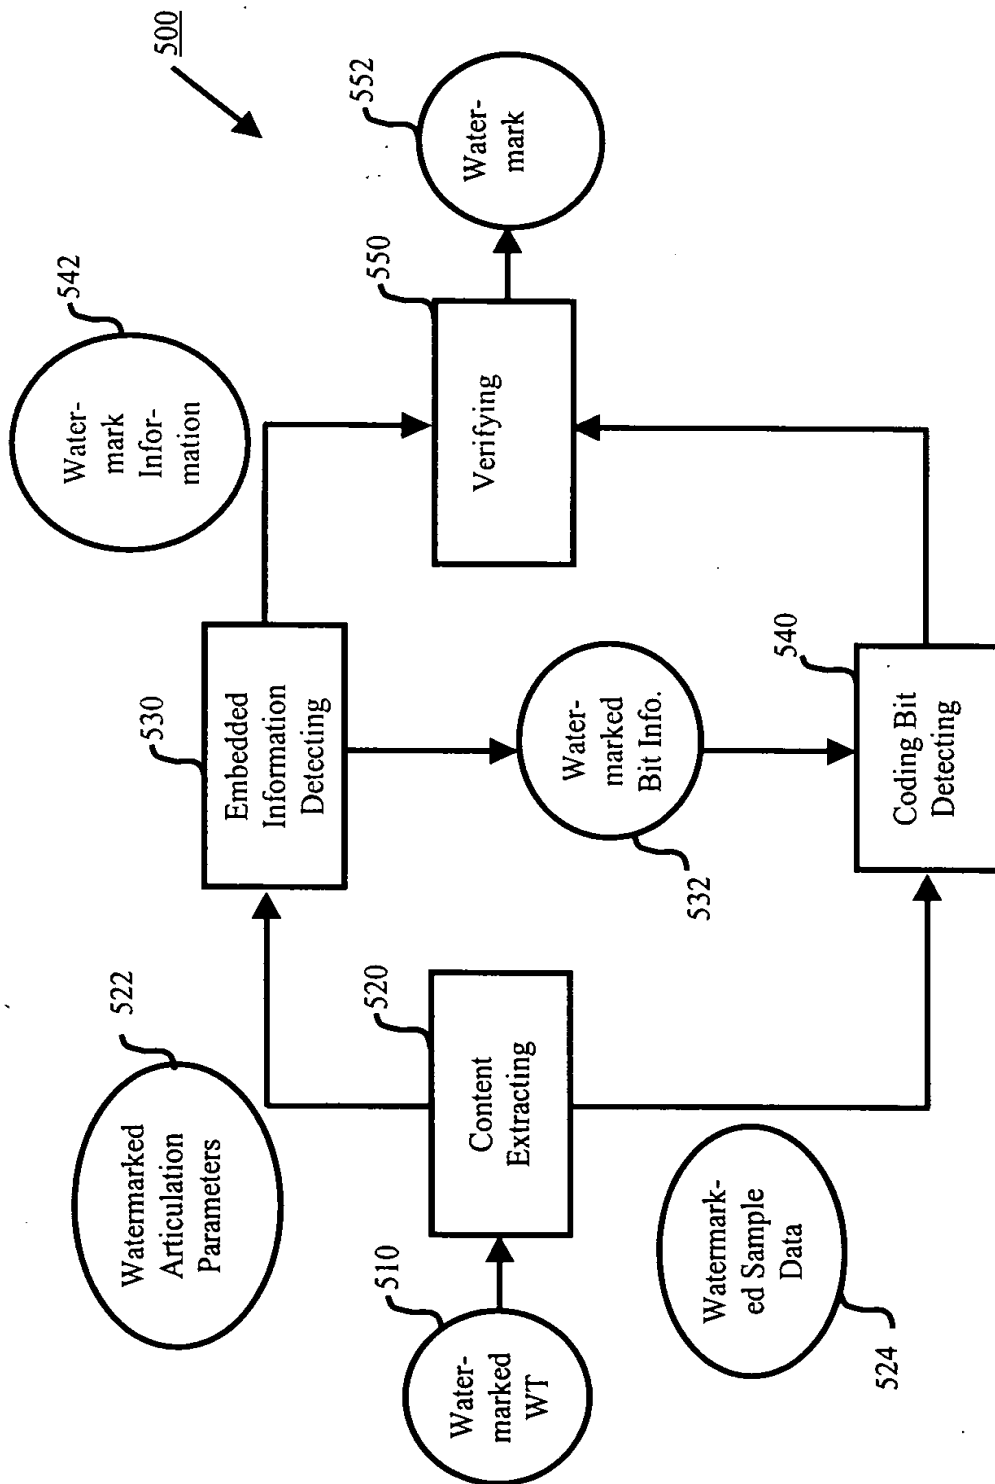 500
542
Water-
mark
Infor-
mation
552
Water-
mark
550
Verifying
530
Embedded
Information
Detecting
540
Coding Bit
Detecting
Water-
marked
Bit Info.
532
522
Watermarked
Articulation
Parameters
520
Content
Extracting
510
Water-
marked
WT
Watermark-
ed Sample
Data
524